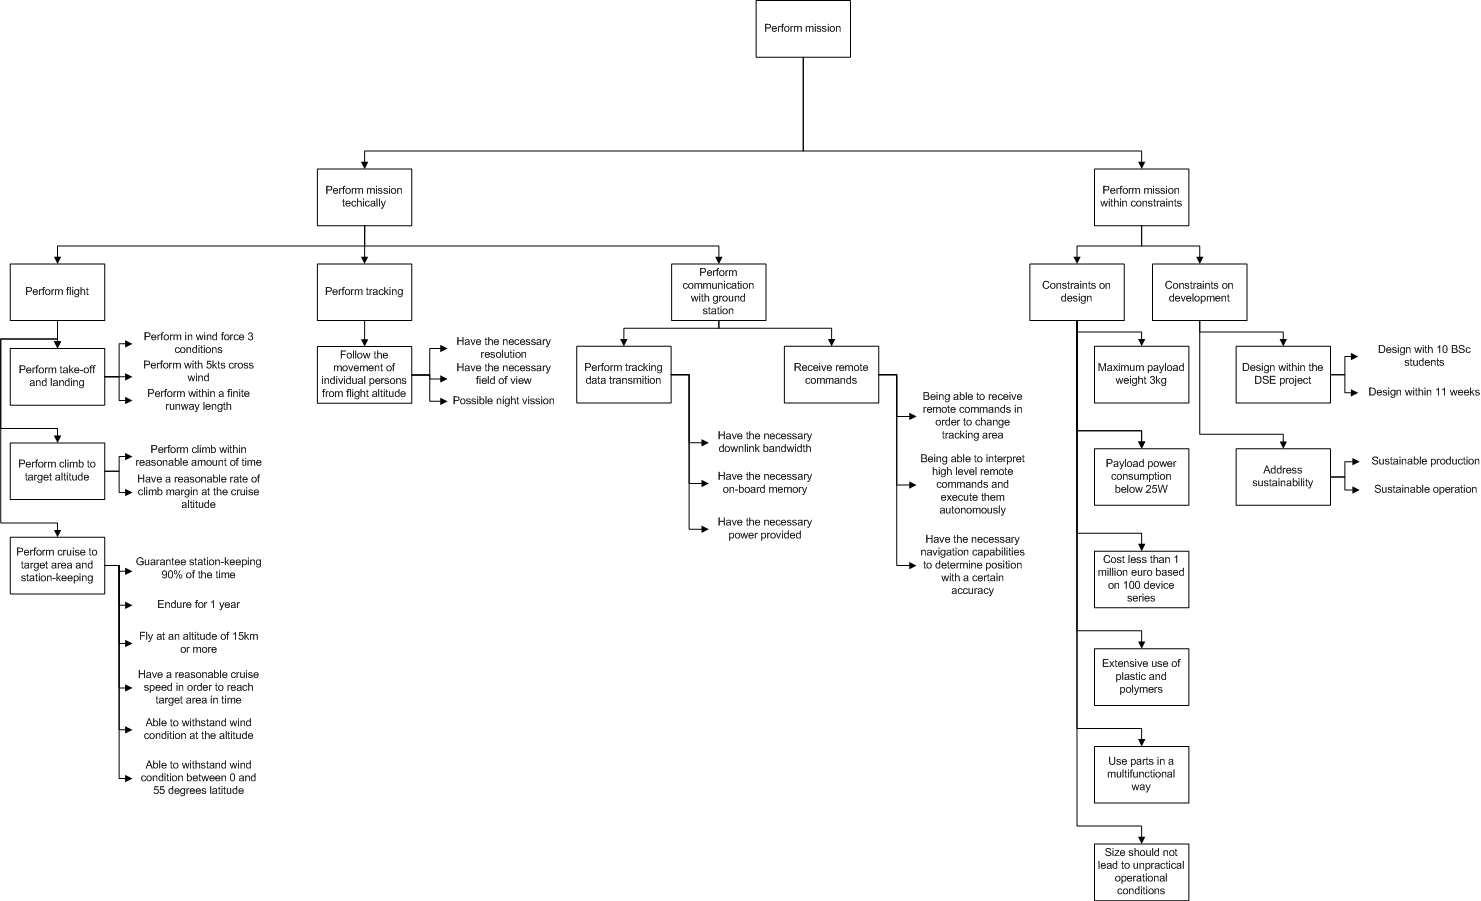 Perform mission
Perform mission
techically
Perform mission
within constraints
Perform flight
Perform tracking
Perform
communication
with ground
station
Constraints on
design
Constraints on
development
Perform take-off
and landing
Perform in wind force 3
conditions
Perform with 5kts cross
wind
Perform within a finite
runway length
Perform climb to
target altitude
Perform climb within
reasonable amount of time
Have a reasonable rate of
climb margin at the cruise
altitude
Perform cruise to
target area and
station-keeping
Guarantee station-keeping
90% of the time
Endure for 1 year
Fly at an altitude of 15km
or more
Have a reasonable cruise
speed in order to reach
target area in time
Able to withstand wind
condition at the altitude
Able to withstand wind
condition between 0 and
55 degrees latitude
Follow the
movement of
individual persons
from flight altitude
Have the necessary
resolution
Have the necessary
field of view
Possible night vission
Perform tracking
data transmition
Have the necessary
downlink bandwidth
Have the necessary
on-board memory
Have the necessary
power provided
Receive remote
commands
Being able to receive
remote commands in
order to change
tracking area
Being able to interpret
high level remote
commands and
execute them
autonomously
Have the necessary
navigation capabilities
to determine position
with a certain
accuracy
Maximum payload
weight 3kg
Payload power
consumption
below 25W
Cost less than 1
million euro based
on 100 device
series
Extensive use of
plastic and
polymers
Use parts in a
multifunctional
way
Size should not
lead to unpractical
operational
conditions
Design within the
DSE project
Design with 10 BSc
students
Design within 11 weeks
Address
sustainability
Sustainable production
Sustainable operation